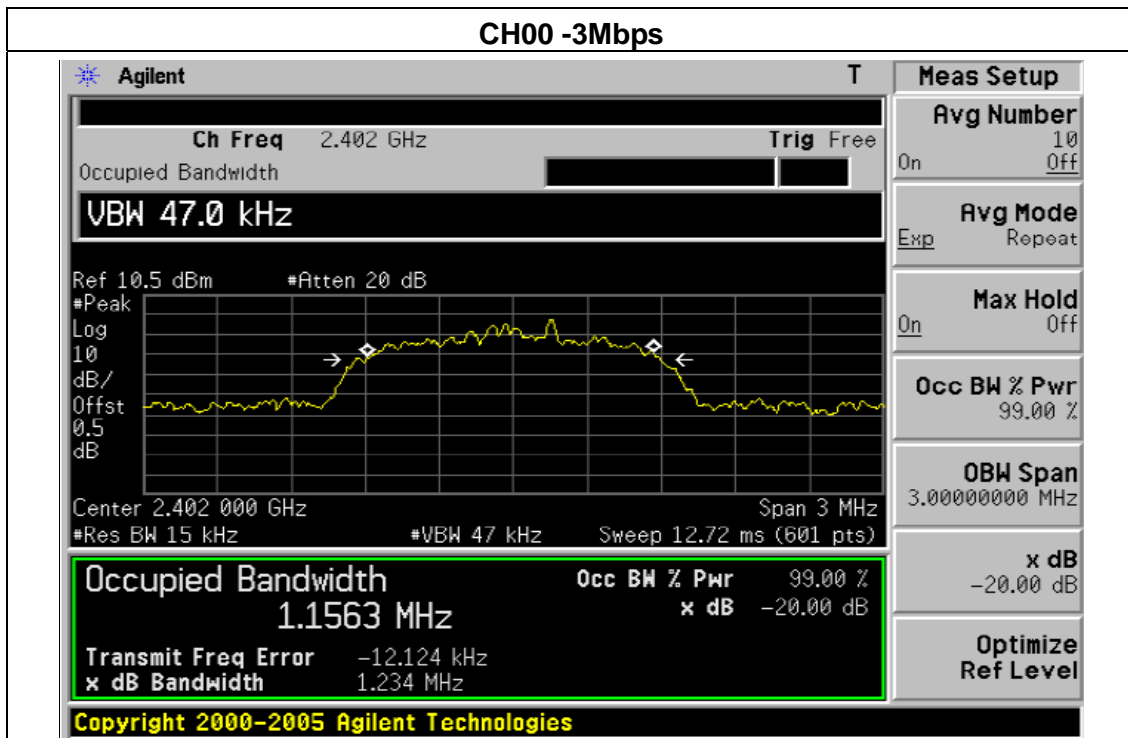 CH00 -3Mbps
Agilent T
Ch Freq 2.402 GHz Trig Free
Occupied Bandwidth
VBW 47.0 kHz
Ref 10.5 dBm #Atten 20 dB
#Peak
Log
10
dB/
Offst
0.5
dB
Center 2.402 000 GHz Span 3 MHz
#Res BW 15 kHz #VBW 47 kHz Sweep 12.72 ms (601 pts)
Occupied Bandwidth Occ BW % Pwr 99.00 %
1.1563 MHz x dB -20.00 dB
Transmit Freq Error -12.124 kHz
x dB Bandwidth 1.234 MHz
Copyright 2000-2005 Agilent Technologies
Meas Setup
Avg Number
10
On Off
Avg Mode
Exp Repeat
Max Hold
On Off
Occ BW % Pwr
99.00 %
OBW Span
3.00000000 MHz
x dB
-20.00 dB
Optimize
Ref Level